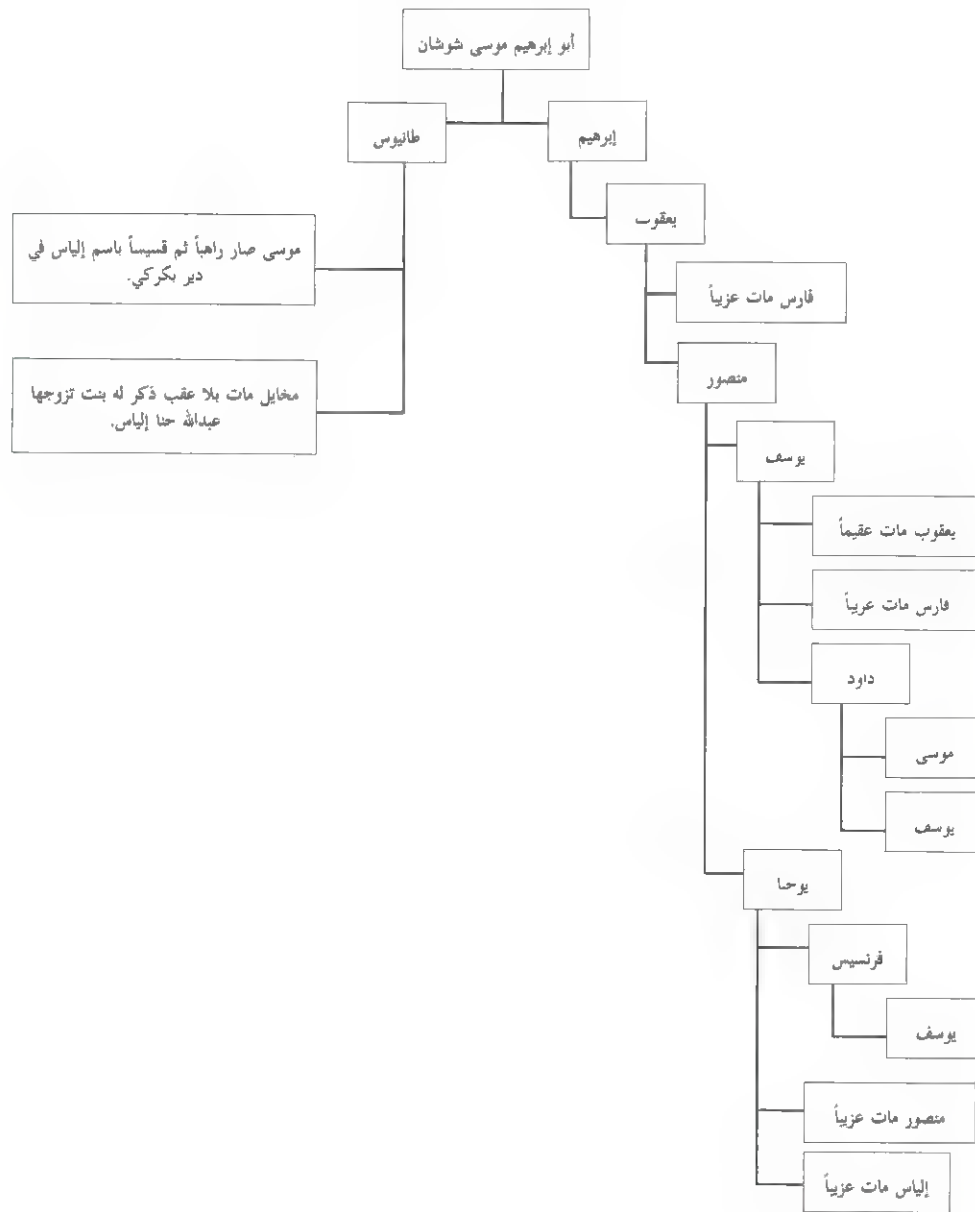 أبو إبرهيم موسى شوشان
إبرهيم
طانيوس
يعقوب
موسى صار راهباً ثم قسيساً باسم إلياس في
دير بكركي.
فارس مات عزيباً
منصور
مخايل مات بلا عقب ذكر له بنت تزوجها
عبدالله حنا إلياس.
يوسف
يعقوب مات عقيماً
فارس مات عزيباً
داود
موسى
يوسف
يوحنا
فرنسيس
يوسف
منصور مات عزيباً
إلياس مات عزيباً